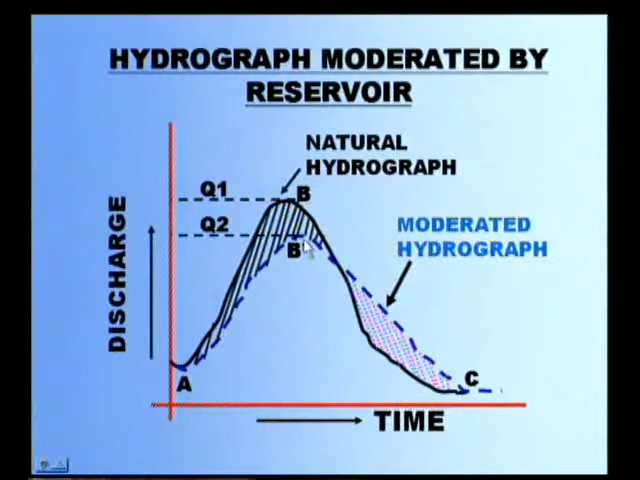 HYDROGRAPH MODERATED BY
RESERVOIR
NATURAL
HYDROGRAPH
Q1
B
Q2
B
MODERATED
HYDROGRAPH
DISCHARGE
A
C
TIME